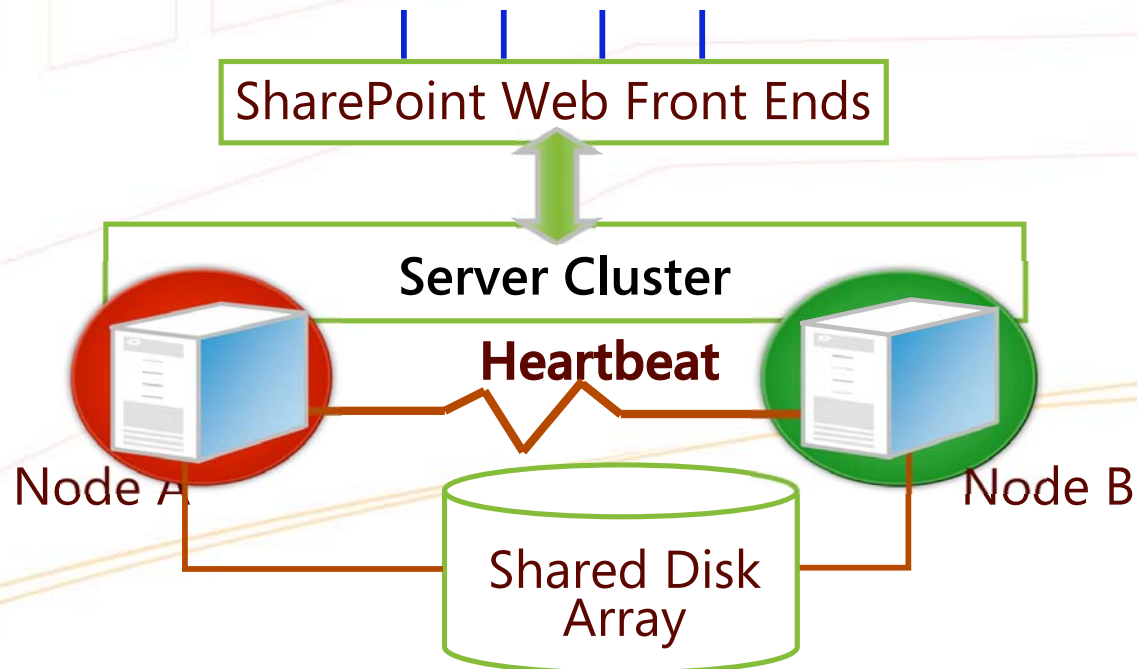 SharePoint Web Front Ends
Server Cluster
Heartbeat
Node A
Node B
Shared Disk
Array